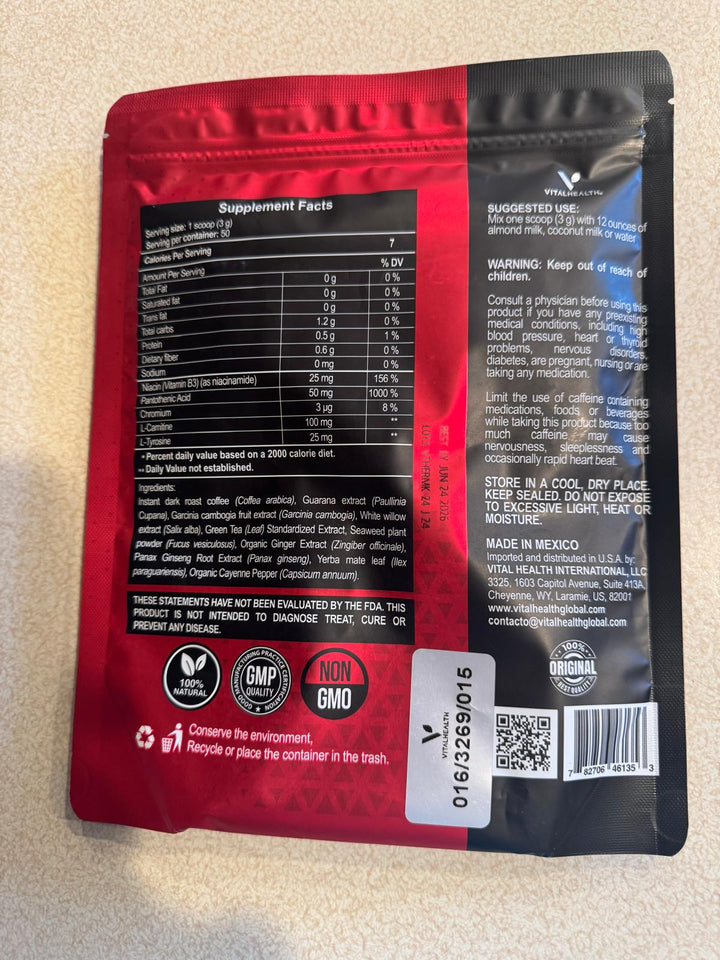 Supplement Facts
Serving size: 1 scoop (3 g)
Serving per container: 50
Calories Per Serving 7
Amount Per Serving % DV
Total Fat 0 g 0 %
Saturated fat 0 g 0 %
Trans fat 0 g 0 %
Total carbs 1.2 g 0 %
Protein 0.5 g 1 %
Dietary fiber 0.6 g 0 %
Sodium 0 mg 0 %
Niacin (Vitamin B3) (as niacinamide) 25 mg 156 %
Pantothenic Acid 50 mg 1000 %
Chromium 3 µg 8 %
L-Carnitine 100 mg **
L-Tyrosine 25 mg **
* Percent daily value based on a 2000 calorie diet.
** Daily Value not established.
Ingredients:
Instant dark roast coffee (Coffea arabica), Guarana extract (Paullinia
Cupana), Garcinia cambogia fruit extract (Garcinia cambogia), White willow
extract (Salix alba), Green Tea (Leaf) Standardized Extract, Seaweed plant
powder (Fucus vesiculosus), Organic Ginger Extract (Zingiber officinale),
Panax Ginseng Root Extract (Panax ginseng), Yerba mate leaf (Ilex
paraguariensis), Organic Cayenne Pepper (Capsicum annuum).
THESE STATEMENTS HAVE NOT BEEN EVALUATED BY THE FDA. THIS
PRODUCT IS NOT INTENDED TO DIAGNOSE TREAT, CURE OR
PREVENT ANY DISEASE.
100%
NATURAL
GOOD MANUFACTURING PRACTICE
GMP
QUALITY
CERTIFICATION
NON
GMO
Conserve the environment,
Recycle or place the container in the trash.
BEST BY JUN 24 2026
VITALHEALTH
016/3269/015
VITALHEALTH
SUGGESTED USE:
Mix one scoop (3 g) with 12 ounces of
almond milk, coconut milk or water
WARNING: Keep out of reach of
children.
Consult a physician before using this
product if you have any preexisting
medical conditions, including high
blood pressure, heart or thyroid
problems, nervous disorders,
diabetes, are pregnant, nursing or are
taking any medication.
Limit the use of caffeine containing
medications, foods or beverages
while taking this product because too
much caffeine may cause
nervousness, sleeplessness and
occasionally rapid heart beat.
STORE IN A COOL, DRY PLACE.
KEEP SEALED. DO NOT EXPOSE
TO EXCESSIVE LIGHT, HEAT OR
MOISTURE.
MADE IN MEXICO
Imported and distributed in U.S.A. by:
VITAL HEALTH INTERNATIONAL, LLC
3325, 1603 Capitol Avenue, Suite 413A,
Cheyenne, WY, Laramie, US, 82001
www.vitalhealthglobal.com
contacto@vitalhealthglobal.com
100%
ORIGINAL
BEST QUALITY
7 82706 46135 3